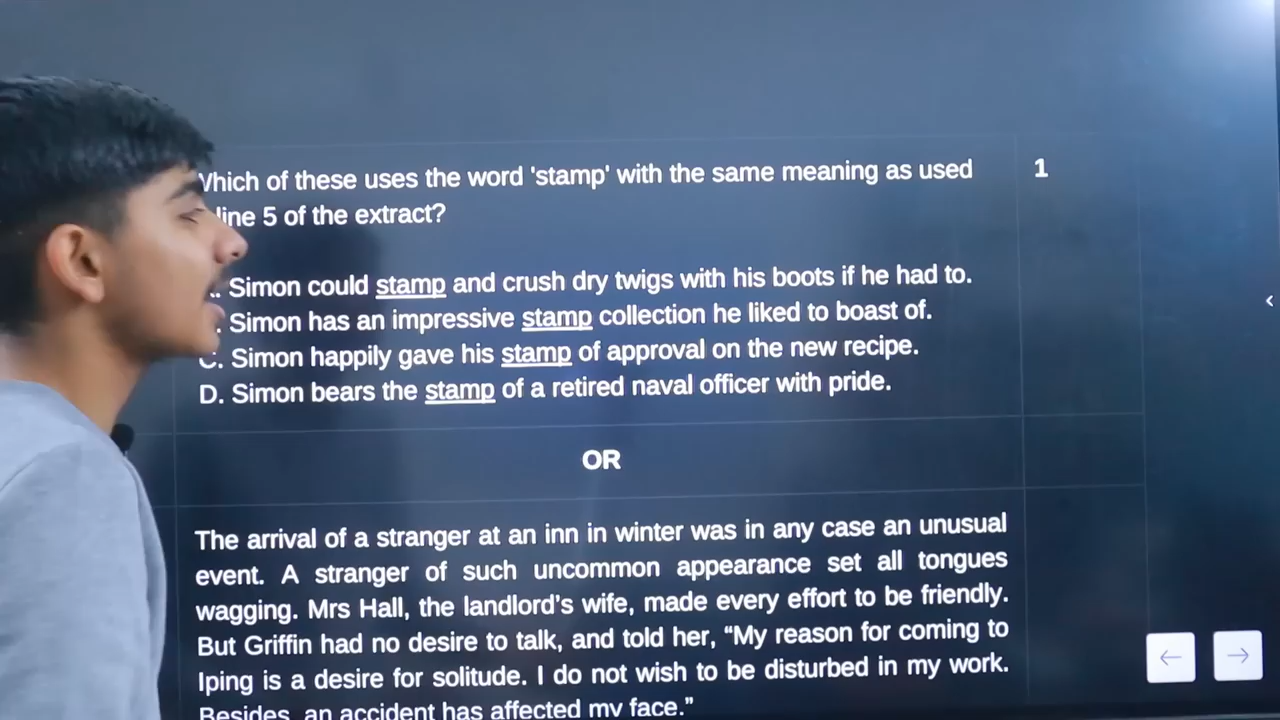 Which of these uses the word 'stamp' with the same meaning as used
1
line 5 of the extract?
. Simon could stamp and crush dry twigs with his boots if he had to.
. Simon has an impressive stamp collection he liked to boast of.
C. Simon happily gave his stamp of approval on the new recipe.
D. Simon bears the stamp of a retired naval officer with pride.
OR
The arrival of a stranger at an inn in winter was in any case an unusual
event. A stranger of such uncommon appearance set all tongues
wagging. Mrs Hall, the landlord's wife, made every effort to be friendly.
But Griffin had no desire to talk, and told her, “My reason for coming to
Iping is a desire for solitude. I do not wish to be disturbed in my work.
Besides, an accident has affected my face.”